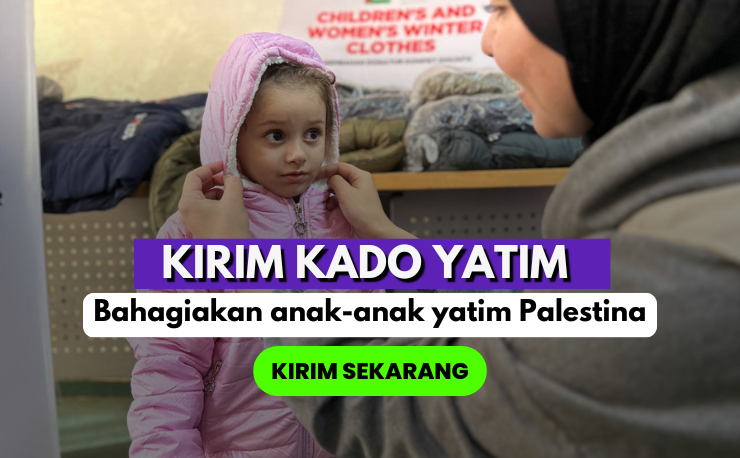 CHILDREN'S AND
WOMEN'S WINTER
CLOTHES
KIRIM KADO YATIM
Bahagiakan anak-anak yatim Palestina
KIRIM SEKARANG